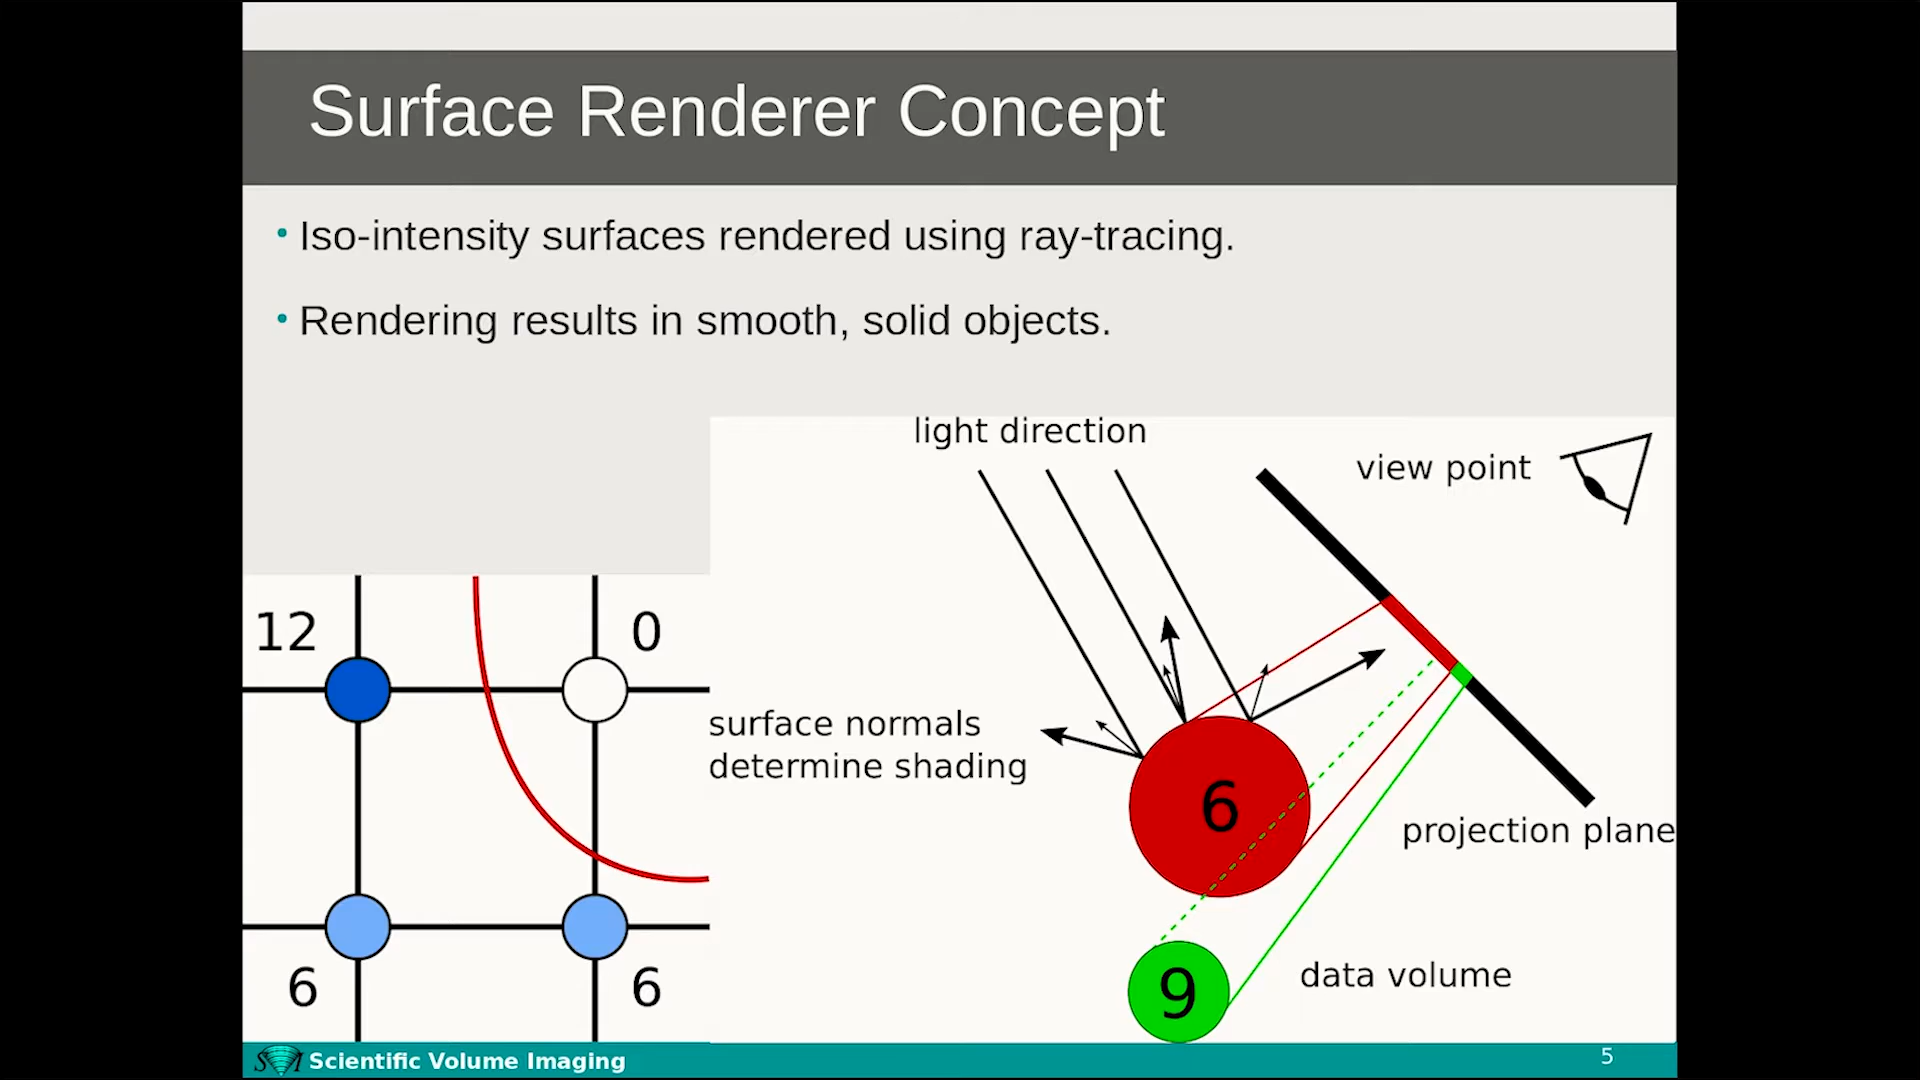 Surface Renderer Concept
• Iso-intensity surfaces rendered using ray-tracing.
• Rendering results in smooth, solid objects.
light direction
view point
12
0
surface normals
determine shading
6
projection plane
6
6
9
data volume
SVI Scientific Volume Imaging
5